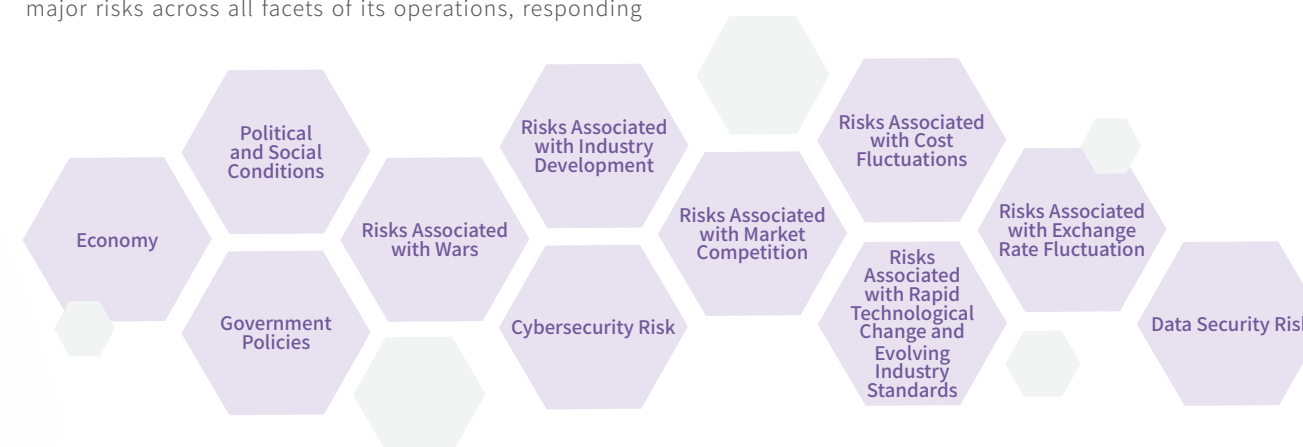 major risks across all facets of its operations, responding
Economy
Political
and Social
Conditions
Government
Policies
Risks Associated
with Wars
Risks Associated
with Industry
Development
Cybersecurity Risk
Risks Associated
with Market
Competition
Risks Associated
with Cost
Fluctuations
Risks
Associated
with Rapid
Technological
Change and
Evolving
Industry
Standards
Risks Associated
with Exchange
Rate Fluctuation
Data Security